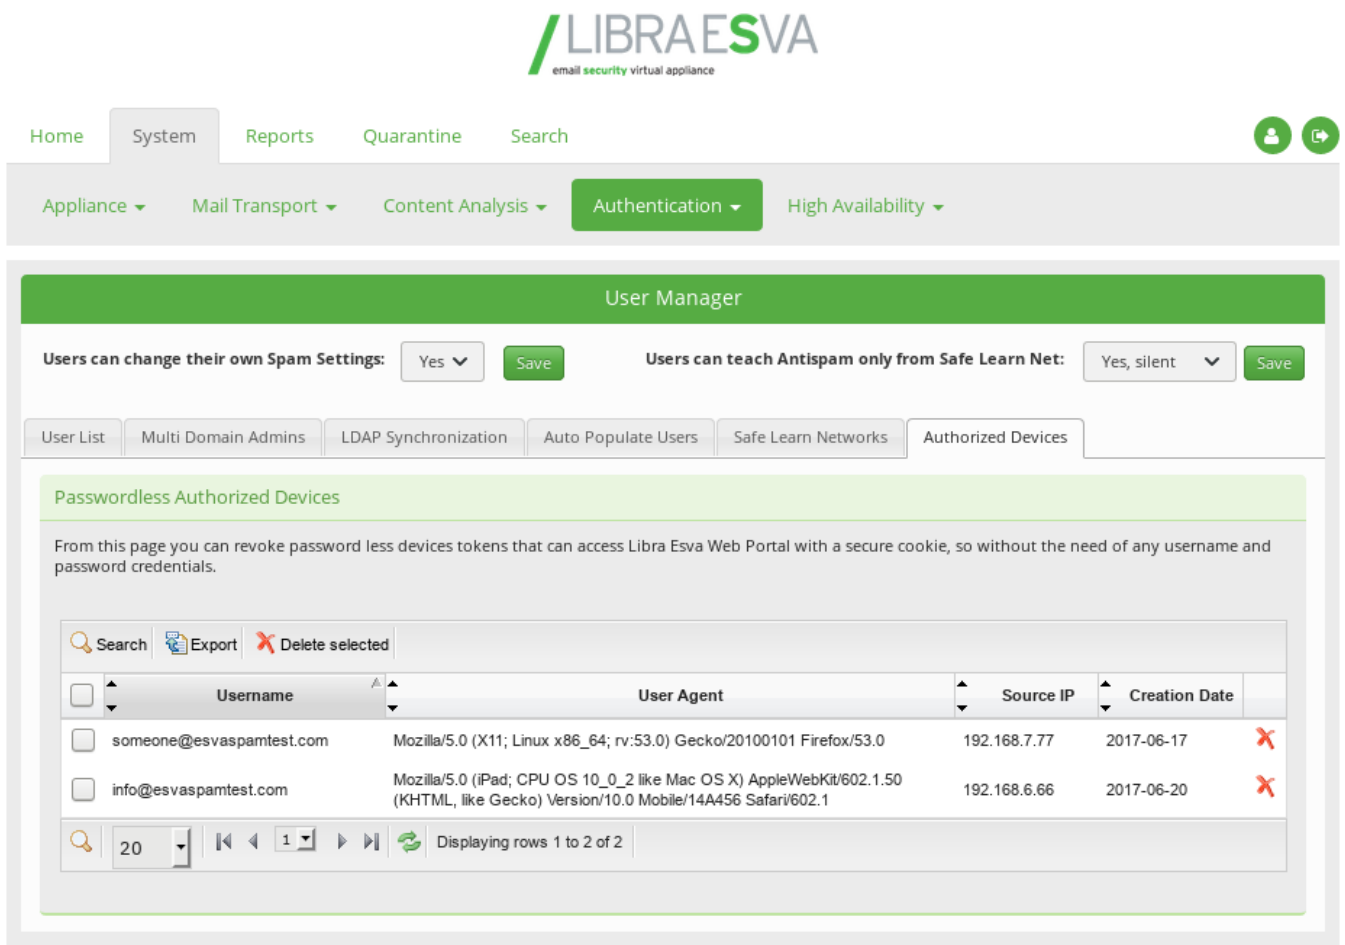 LIBRAESVA
email security virtual appliance
Home System Reports Quarantine Search
Appliance Mail Transport Content Analysis Authentication High Availability
User Manager
Users can change their own Spam Settings: Yes Save Users can teach Antispam only from Safe Learn Net: Yes, silent Save
User List Multi Domain Admins LDAP Synchronization Auto Populate Users Safe Learn Networks Authorized Devices
Passwordless Authorized Devices
From this page you can revoke password less devices tokens that can access Libra Esva Web Portal with a secure cookie, so without the need of any username and
password credentials.
Search Export Delete selected
Username User Agent Source IP Creation Date
someone@esvaspamtest.com Mozilla/5.0 (X11; Linux x86_64; rv:53.0) Gecko/20100101 Firefox/53.0 192.168.7.77 2017-06-17
info@esvaspamtest.com Mozilla/5.0 (iPad; CPU OS 10_0_2 like Mac OS X) AppleWebKit/602.1.50 192.168.6.66 2017-06-20
(KHTML, like Gecko) Version/10.0 Mobile/14A456 Safari/602.1
20 1 Displaying rows 1 to 2 of 2